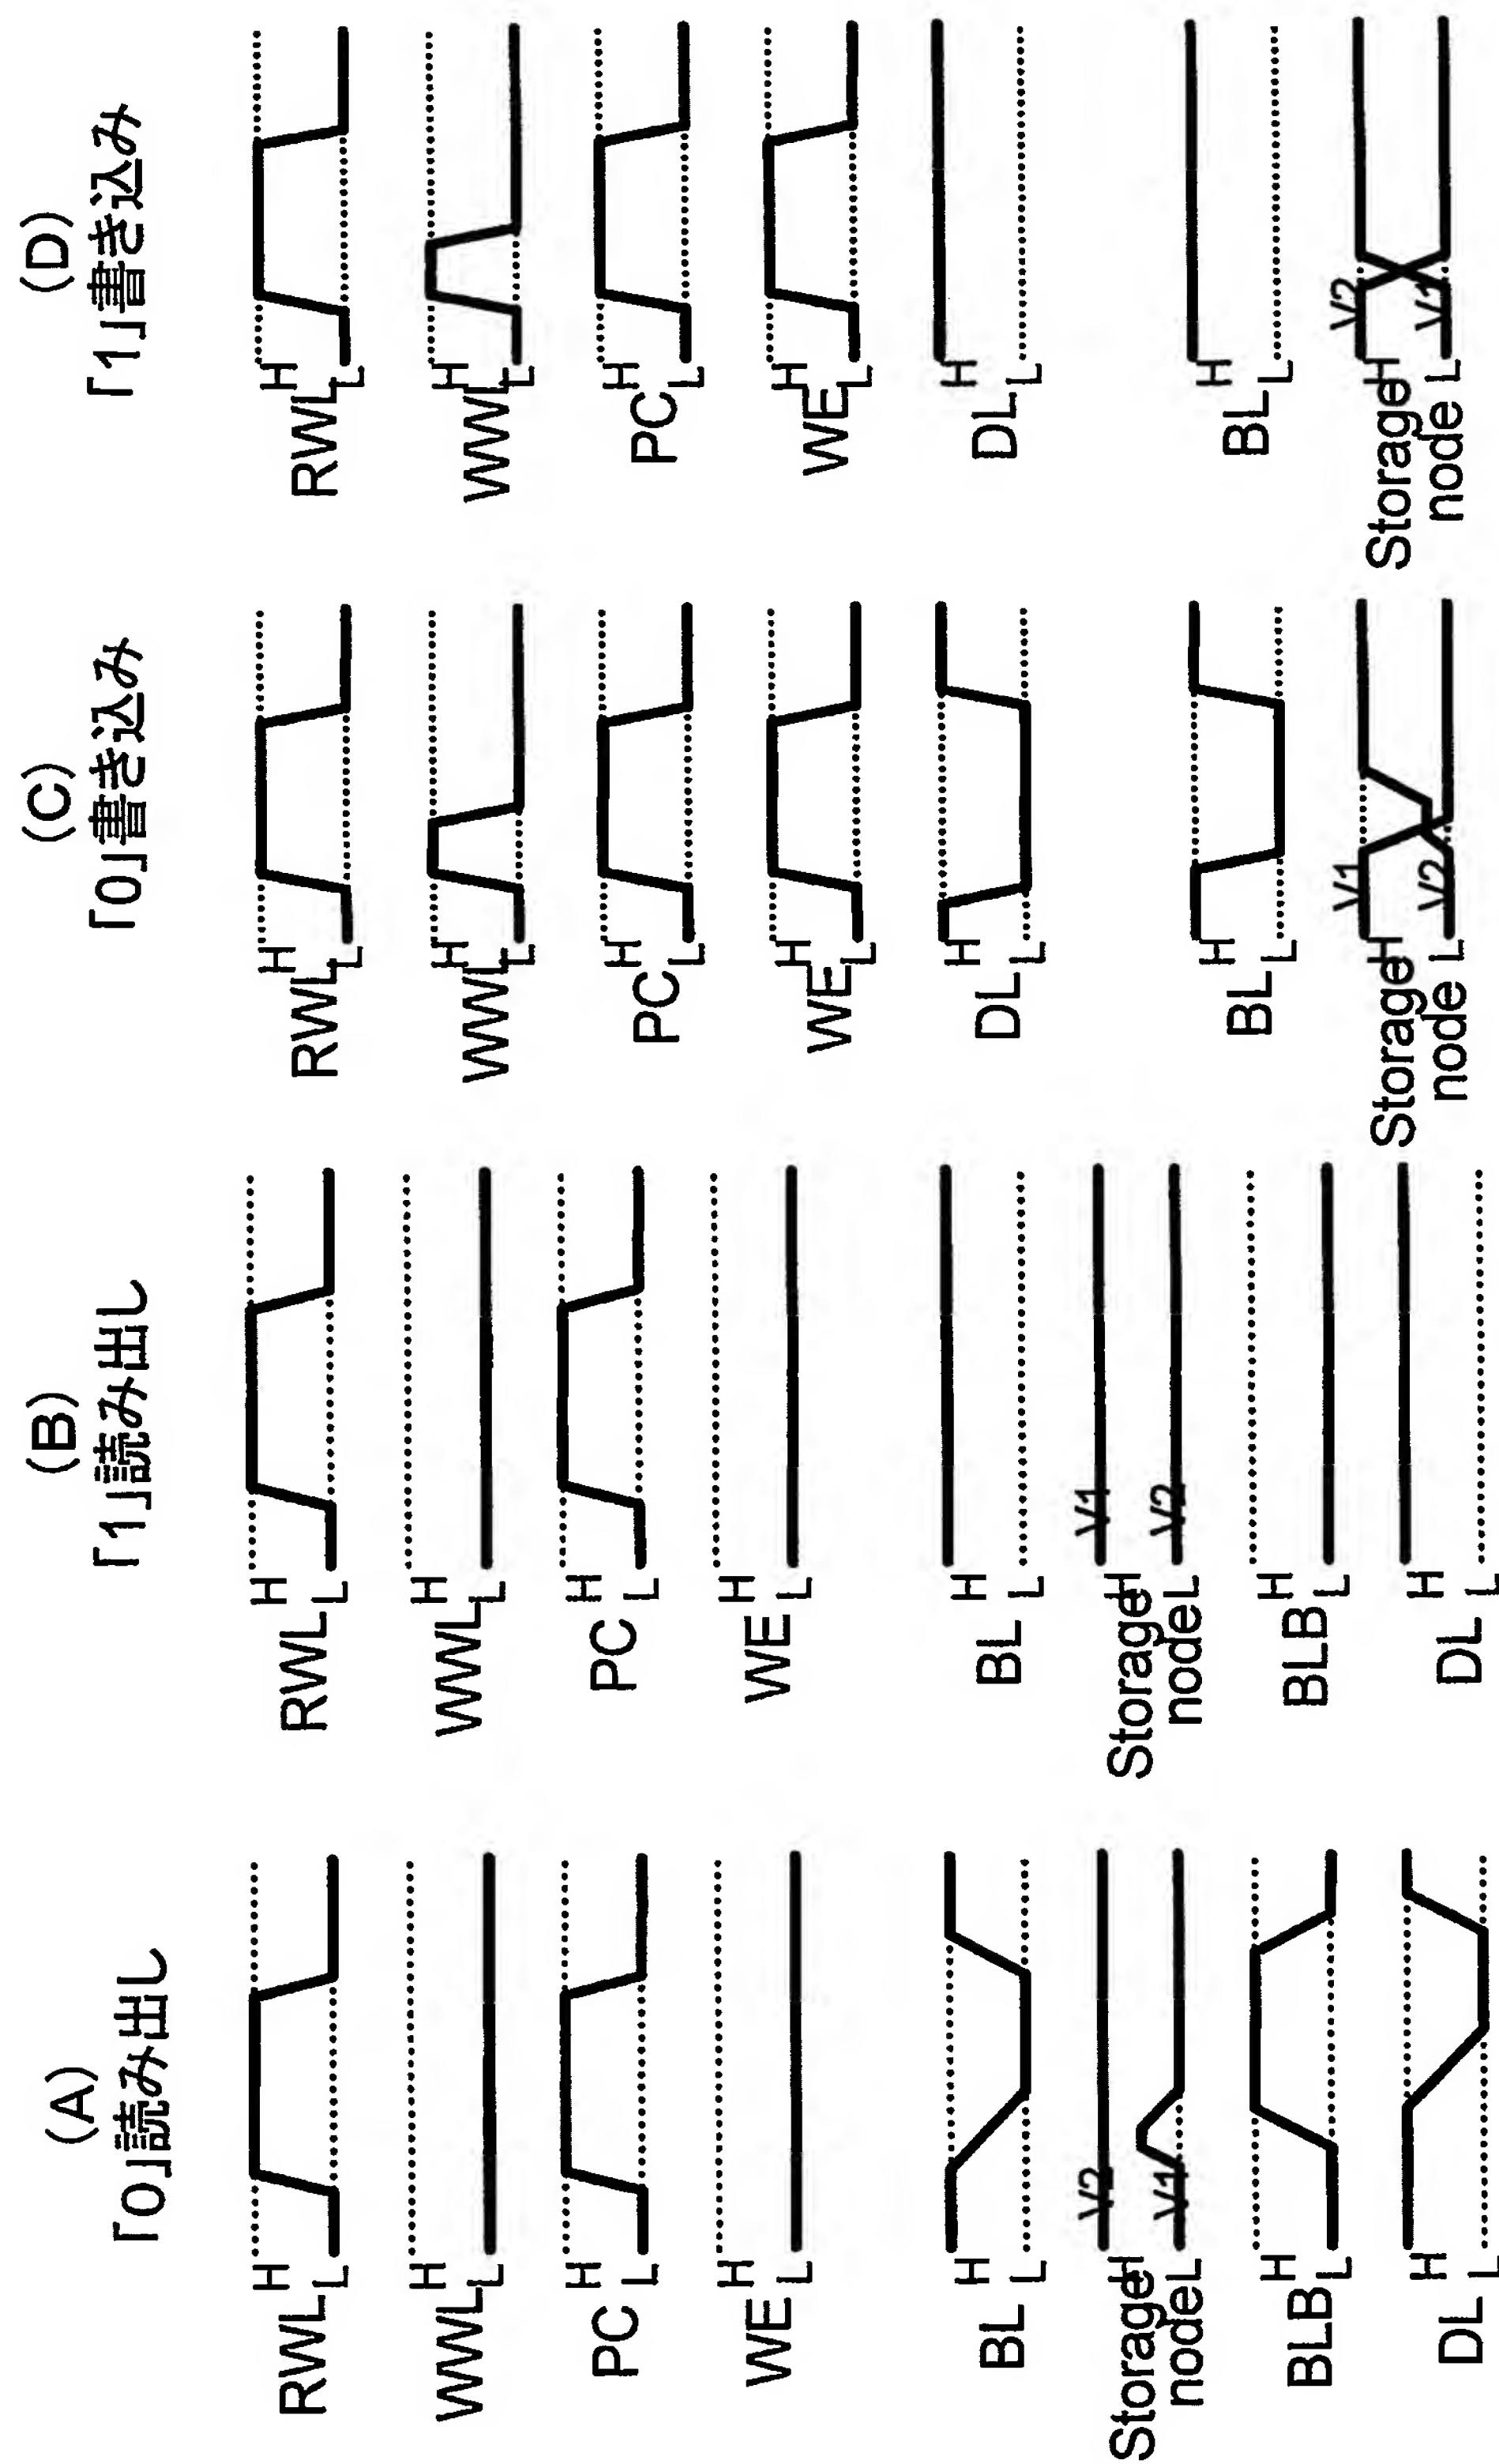 (A)
「0」読み出し
RWL
H
L
WWL
H
L
PC
H
L
WE
H
L
BL
H
L
Storage
node
H
L
V2
V1
BLB
H
L
DL
H
L
(B)
「1」読み出し
RWL
H
L
WWL
H
L
PC
H
L
WE
H
L
BL
H
L
Storage
node
H
L
V1
V2
BLB
H
L
DL
H
L
(C)
「0」書き込み
RWL
H
L
WWL
H
L
PC
H
L
WE
H
L
DL
H
L
BL
H
L
Storage
node
H
L
V1
V2
(D)
「1」書き込み
RWL
H
L
WWL
H
L
PC
H
L
WE
H
L
DL
H
L
BL
H
L
Storage
node
H
L
V2
V1